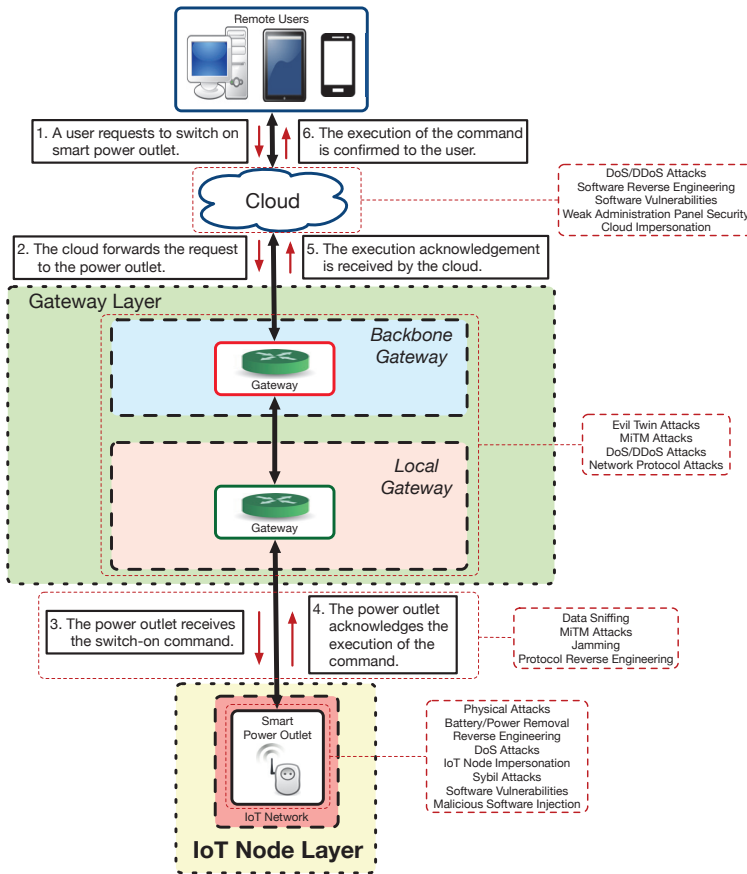 Remote Users
1. A user requests to switch on
smart power outlet.
6. The execution of the command
is confirmed to the user.
Cloud
DoS/DDoS Attacks
Software Reverse Engineering
Software Vulnerabilities
Weak Administration Panel Security
Cloud Impersonation
2. The cloud forwards the request
to the power outlet.
5. The execution acknowledgement
is received by the cloud.
Gateway Layer
Backbone
Gateway
Gateway
Evil Twin Attacks
MiTM Attacks
DoS/DDoS Attacks
Network Protocol Attacks
Local
Gateway
Gateway
3. The power outlet receives
the switch-on command.
4. The power outlet
acknowledges the
execution of the
command.
Data Sniffing
MiTM Attacks
Jamming
Protocol Reverse Engineering
Smart
Power Outlet
IoT Network
IoT Node Layer
Physical Attacks
Battery/Power Removal
Reverse Engineering
DoS Attacks
IoT Node Impersonation
Sybil Attacks
Software Vulnerabilities
Malicious Software Injection